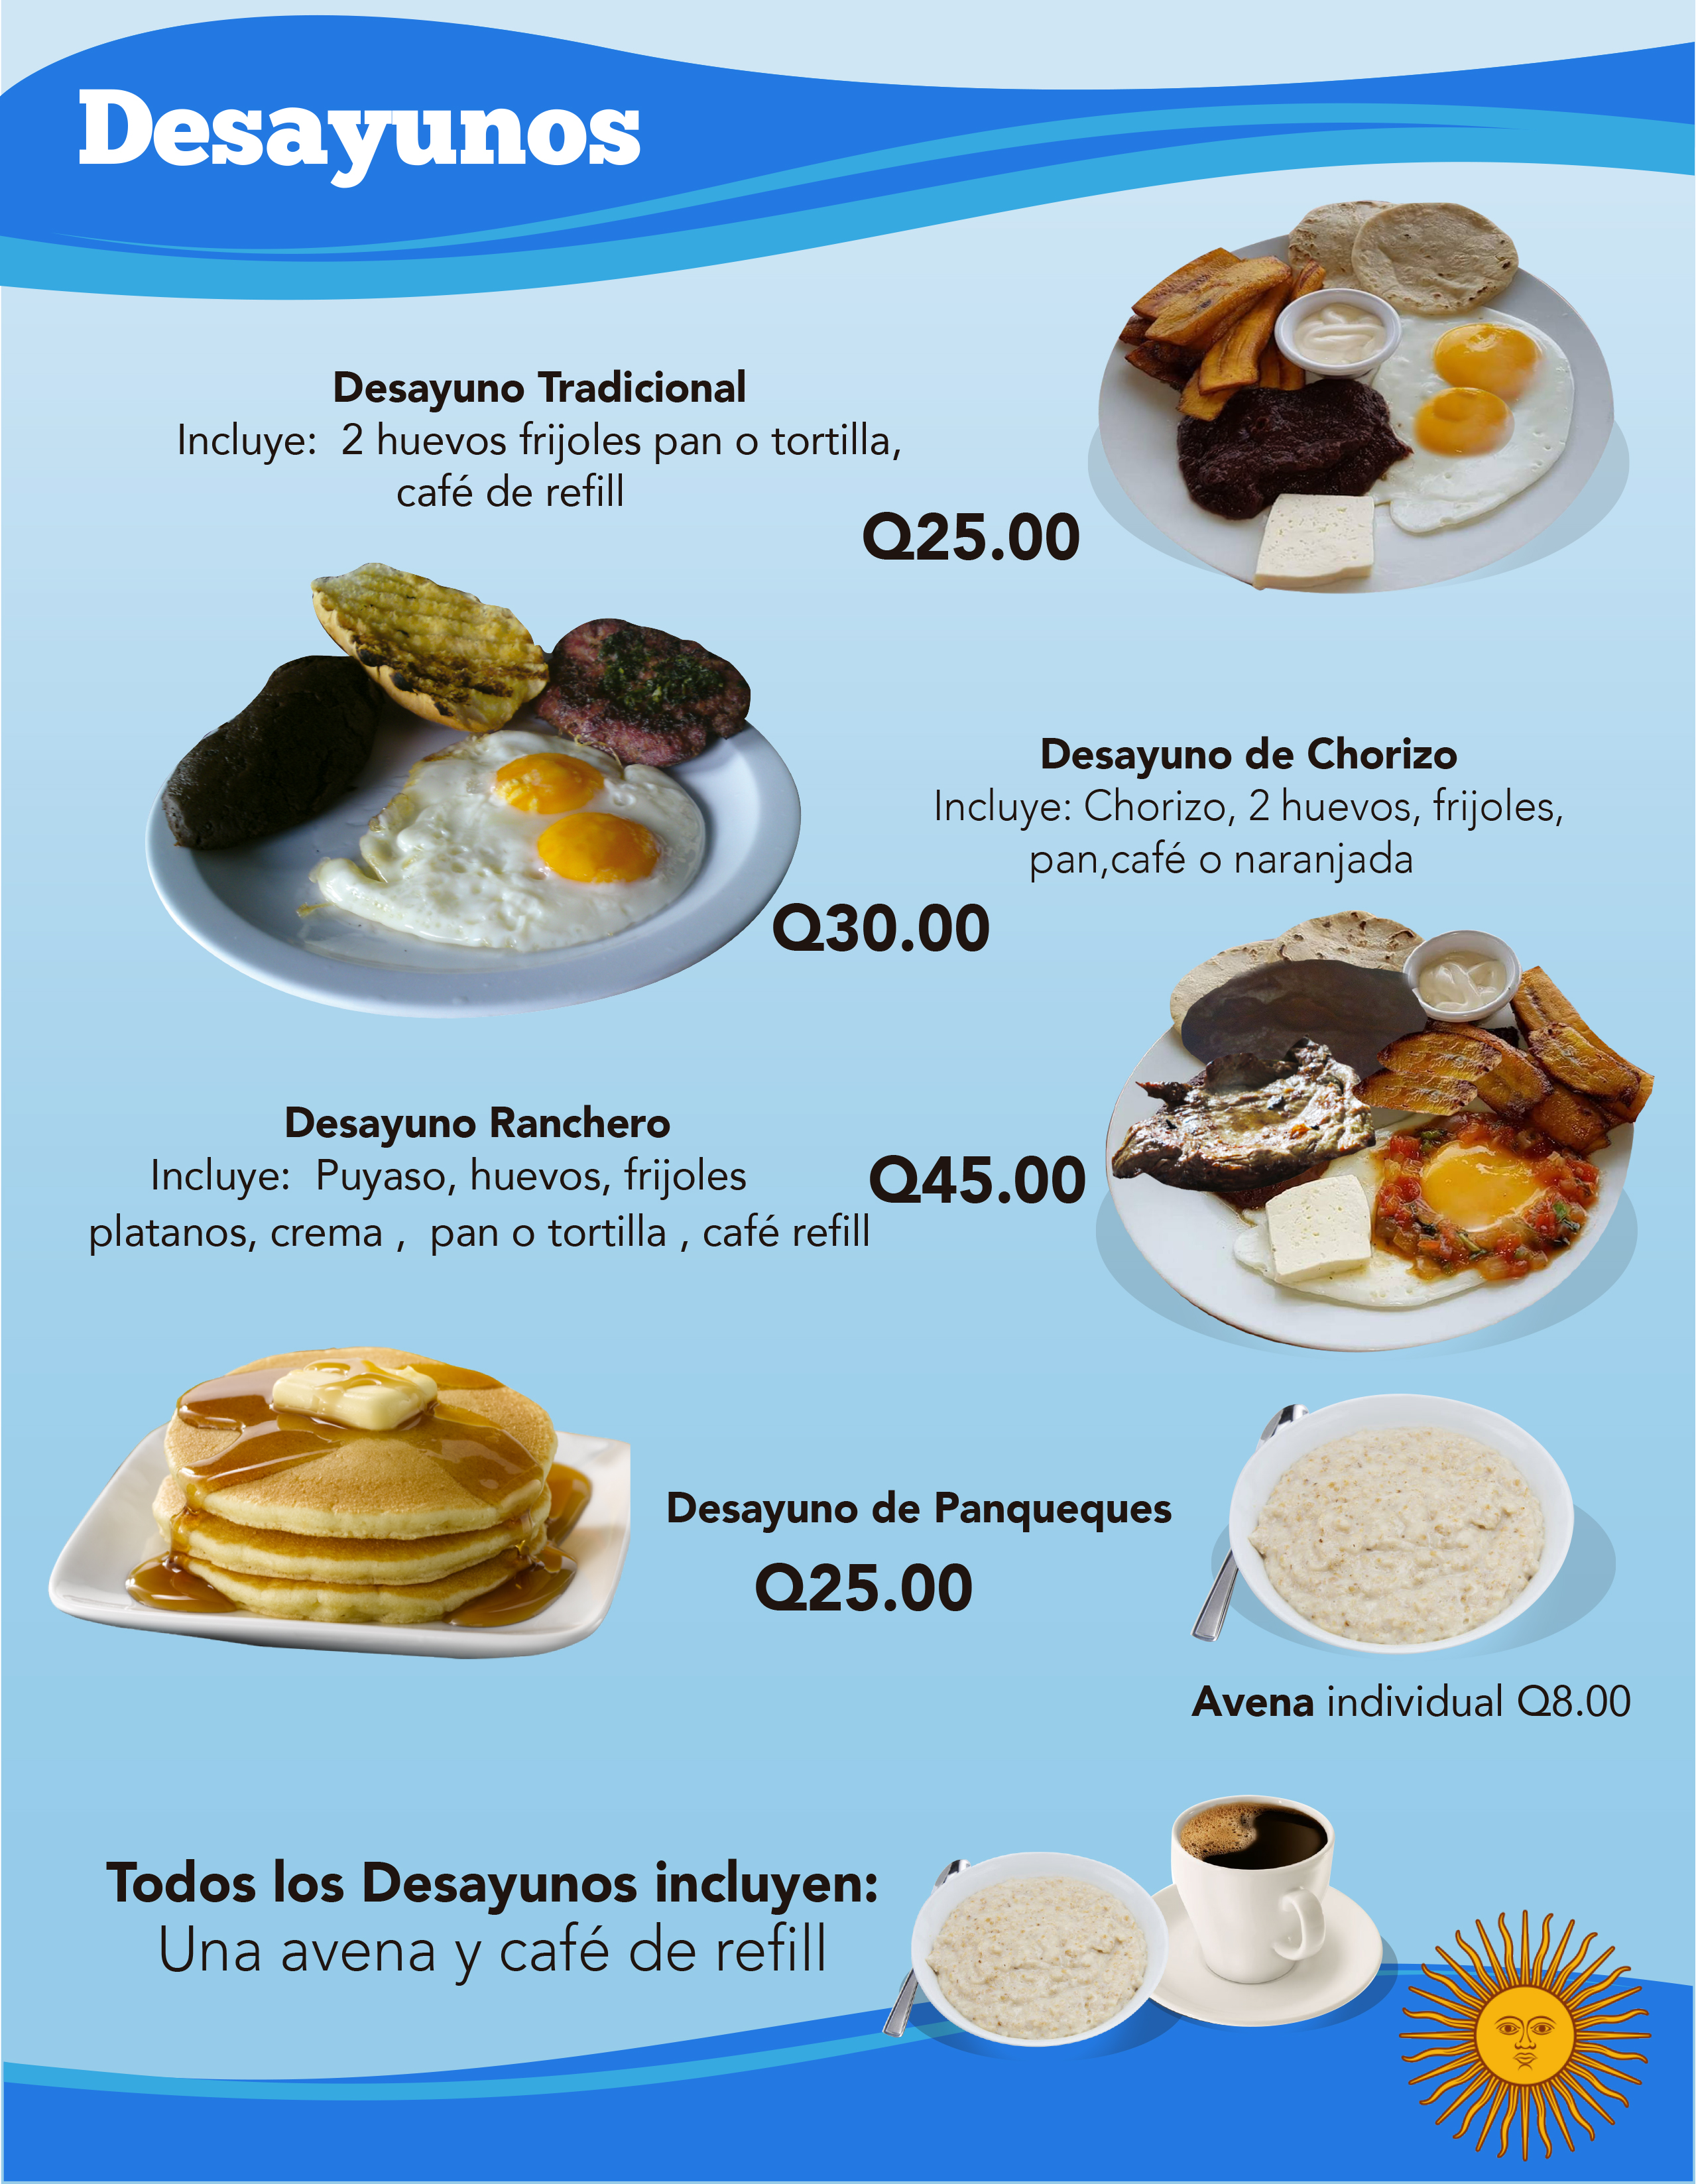 Desayunos
Desayuno Tradicional
Incluye:  2 huevos frijoles pan o tortilla,
café de refill
Q25.00
Desayuno de Chorizo
Incluye: Chorizo, 2 huevos, frijoles,
pan,café o naranjada
Q30.00
Desayuno Ranchero
Incluye:  Puyaso, huevos, frijoles
platanos, crema ,  pan o tortilla , café refill
Q45.00
Desayuno de Panqueques
Q25.00
Avena individual Q8.00
Todos los Desayunos incluyen:
Una avena y café de refill